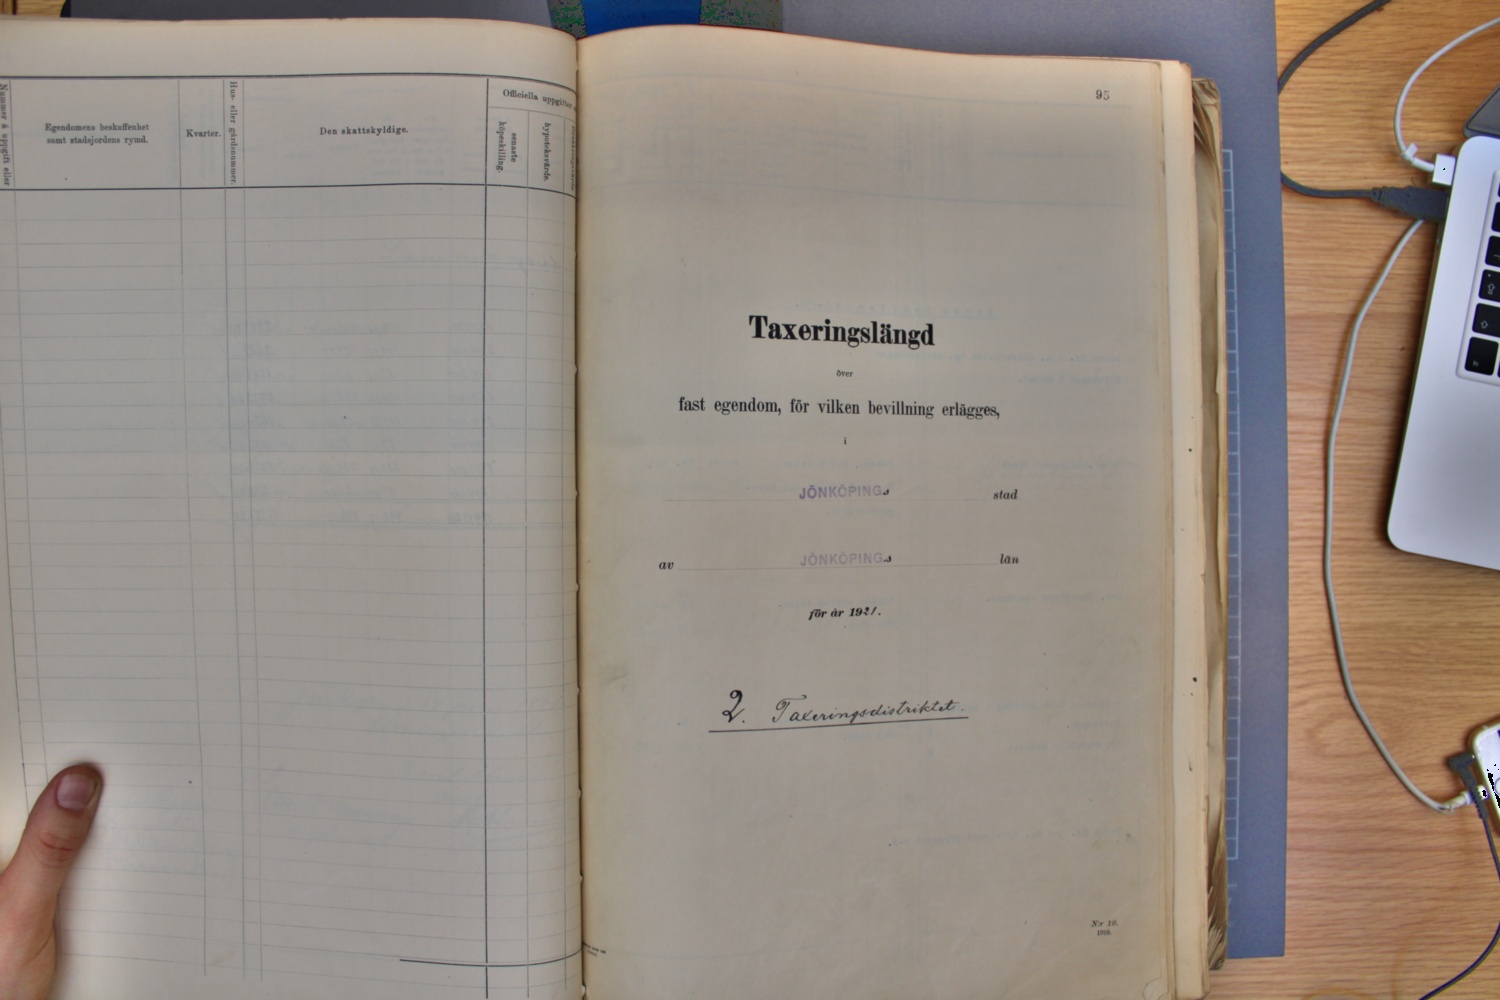 Nummer å uppgift eller
Egendomens beskaffenhet
samt stadsjordens rymd.
Kvarter.
Hus- eller gårdsnummer.
Den skattskyldige.
Officiella uppgifter
senaste
köpeskilling.
hypoteksvärde.
95
Taxeringslängd
över
fast egendom, för vilken bevillning erlägges,
i
JÖNKÖPINGs stad
av JÖNKÖPINGs län
för år 1921.
2. Taxeringsdistriktet.
N:r 10.
1919.